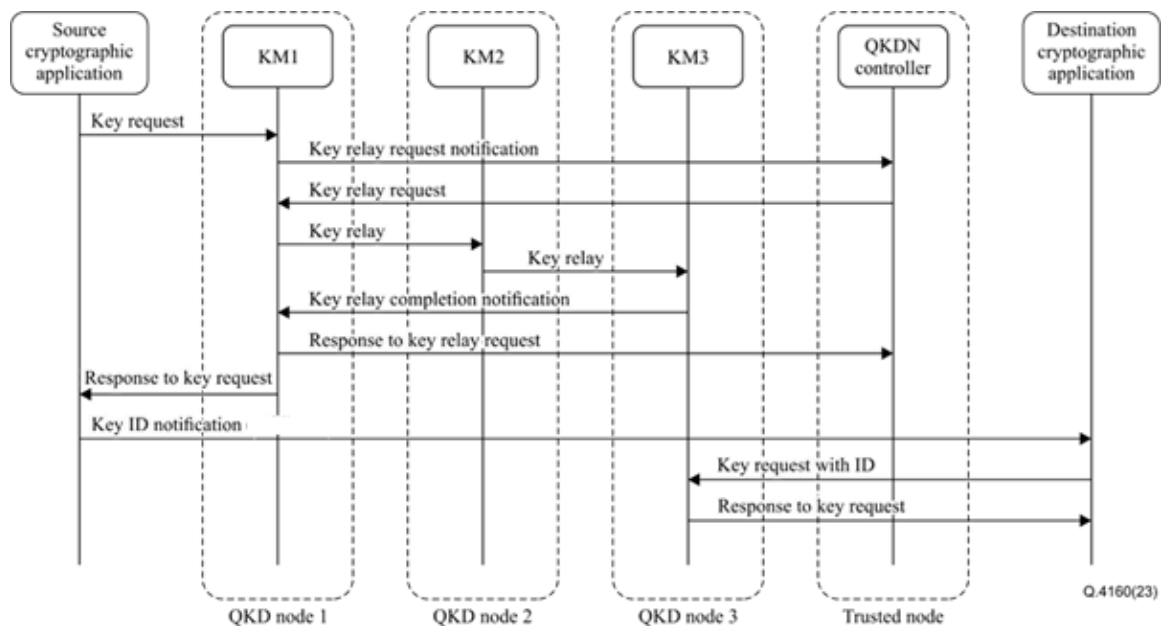 Source
cryptographic
application
KM1
KM2
KM3
QKDN
controller
Destination
cryptographic
application
Key request
Key relay request notification
Key relay request
Key relay
Key relay
Key relay completion notification
Response to key relay request
Response to key request
Key ID notification
Key request with ID
Response to key request
Q.4160(23)
QKD node 1
QKD node 2
QKD node 3
Trusted node